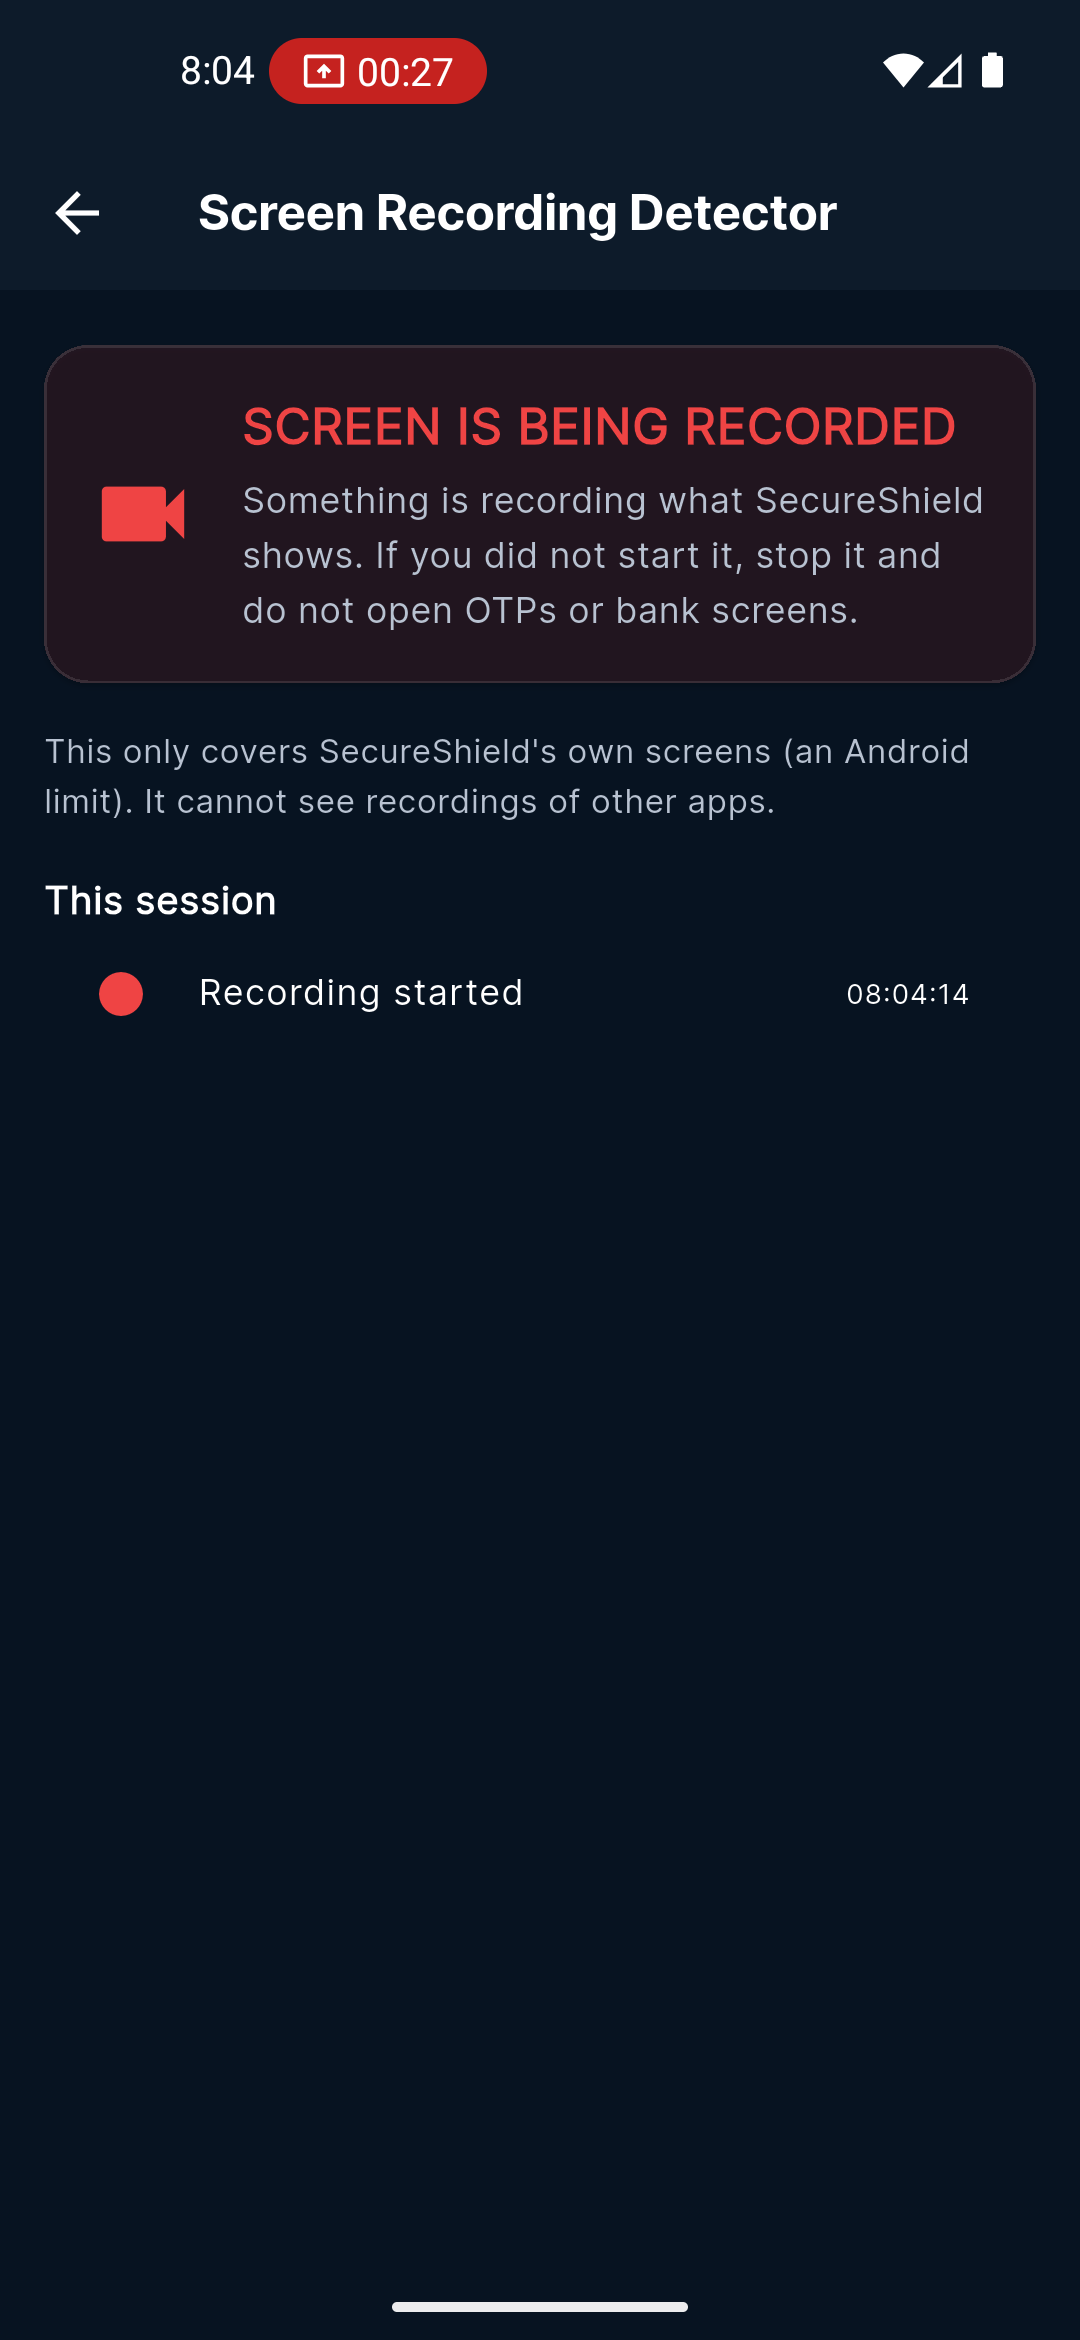 8:04 00:27
Screen Recording Detector
SCREEN IS BEING RECORDED
Something is recording what SecureShield
shows. If you did not start it, stop it and
do not open OTPs or bank screens.
This only covers SecureShield's own screens (an Android
limit). It cannot see recordings of other apps.
This session
Recording started 08:04:14